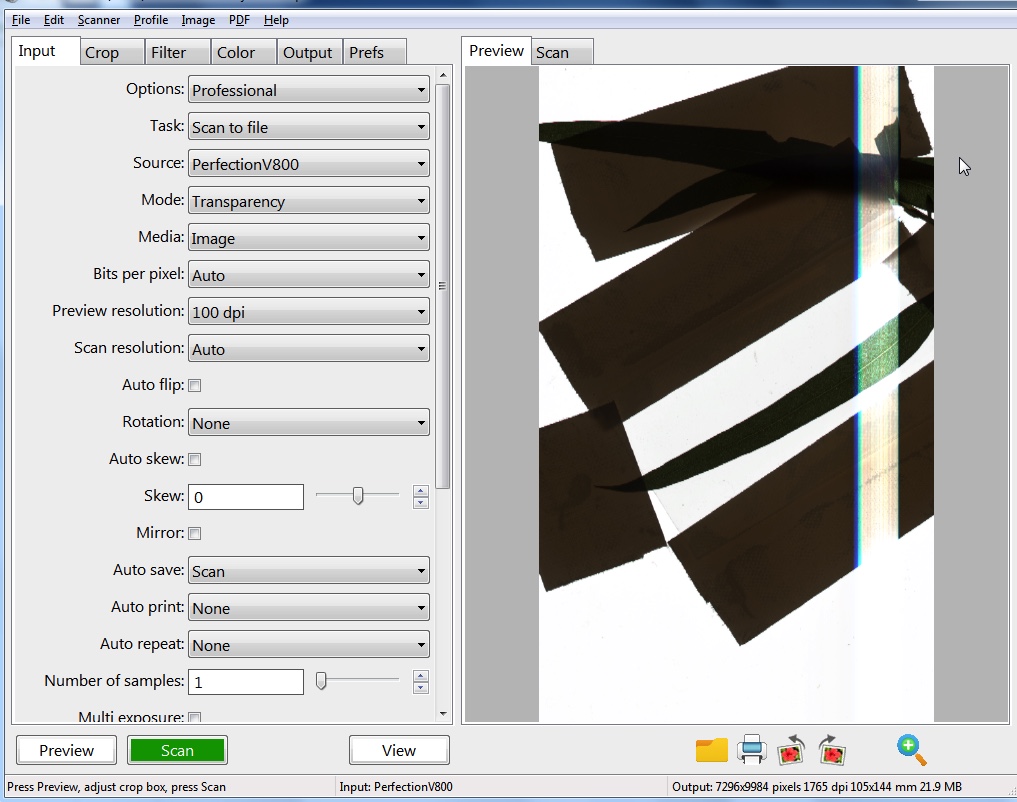 File Edit Scanner Profile Image PDF Help
Input Crop Filter Color Output Prefs
Preview Scan
Options: Professional
Task: Scan to file
Source: PerfectionV800
Mode: Transparency
Media: Image
Bits per pixel: Auto
Preview resolution: 100 dpi
Scan resolution: Auto
Auto flip:
Rotation: None
Auto skew:
Skew: 0
Mirror:
Auto save: Scan
Auto print: None
Auto repeat: None
Number of samples: 1
Multi exposure:
Preview Scan View
Press Preview, adjust crop box, press Scan
Input: PerfectionV800
Output: 7296x9984 pixels 1765 dpi 105x144 mm 21.9 MB